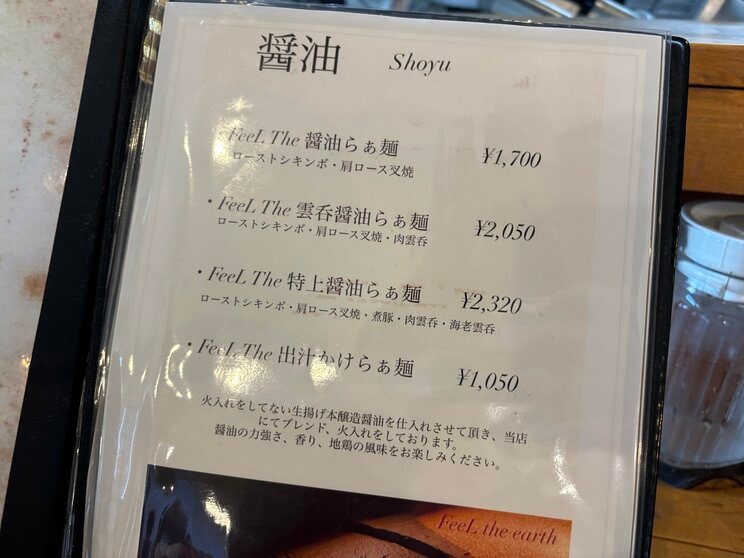 醤油 Shoyu
FeeL The 醤油らぁ麺 ¥1,700
ローストシキンボ・肩ロース叉焼
・FeeL The 雲呑醤油らぁ麺 ¥2,050
ローストシキンボ・肩ロース叉焼・肉雲呑
・FeeL The 特上醤油らぁ麺 ¥2,320
ローストシキンボ・肩ロース叉焼・煮豚・肉雲呑・海老雲呑
・FeeL The 出汁かけらぁ麺 ¥1,050
火入れをしてない生揚げ本醸造醤油を仕入れさせて頂き、当店
にてブレンド、火入れをしております。
醤油の力強さ、香り、地鶏の風味をお楽しみください。
FeeL the earth